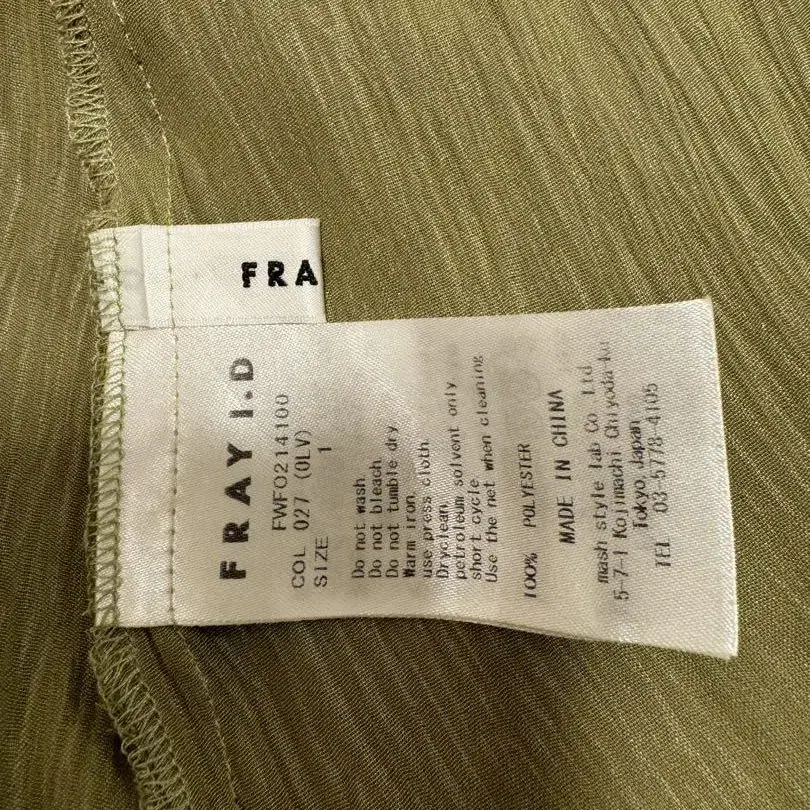 FRA
FRAY I.D
FWFO214100
COL 027 (OLV)
SIZE 1
Do not wash.
Do not bleach.
Do not tumble dry.
Warm iron.
use press cloth.
Dryclean,
petroleum solvent only
short cycle
Use the net when cleaning
100% POLYESTER
MADE IN CHINA
mash style lab Co. Ltd
5-7-1 Kojimachi Chiyoda-ku
Tokyo, Japan
TEL 03-5778-4105